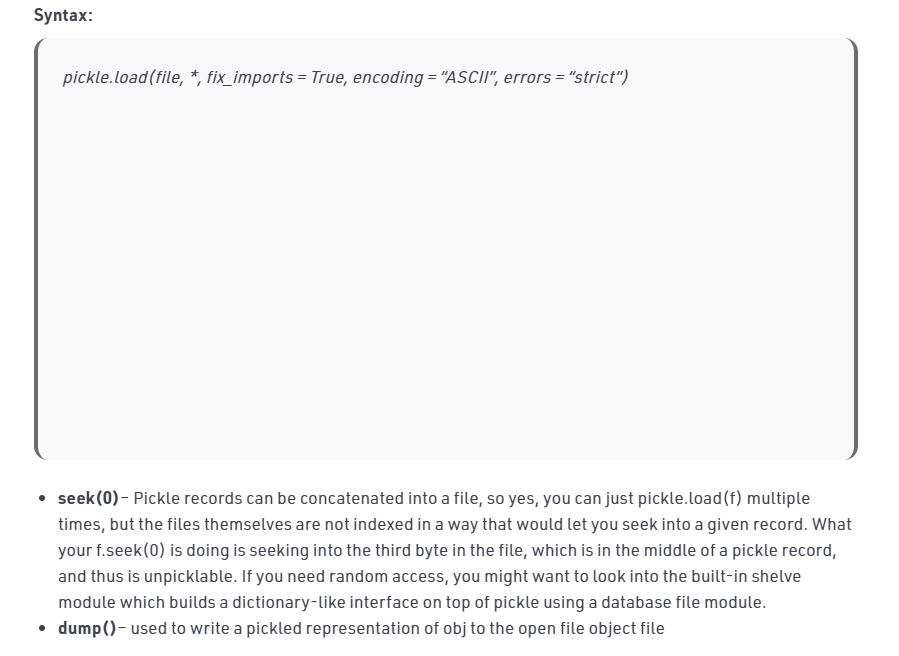 Syntax:
pickle.load(file, *, fix_imports = True, encoding = “ASCII”, errors = “strict”)
• seek(0)– Pickle records can be concatenated into a file, so yes, you can just pickle.load(f) multiple
times, but the files themselves are not indexed in a way that would let you seek into a given record. What
your f.seek(0) is doing is seeking into the third byte in the file, which is in the middle of a pickle record,
and thus is unpicklable. If you need random access, you might want to look into the built-in shelve
module which builds a dictionary-like interface on top of pickle using a database file module.
• dump()– used to write a pickled representation of obj to the open file object file